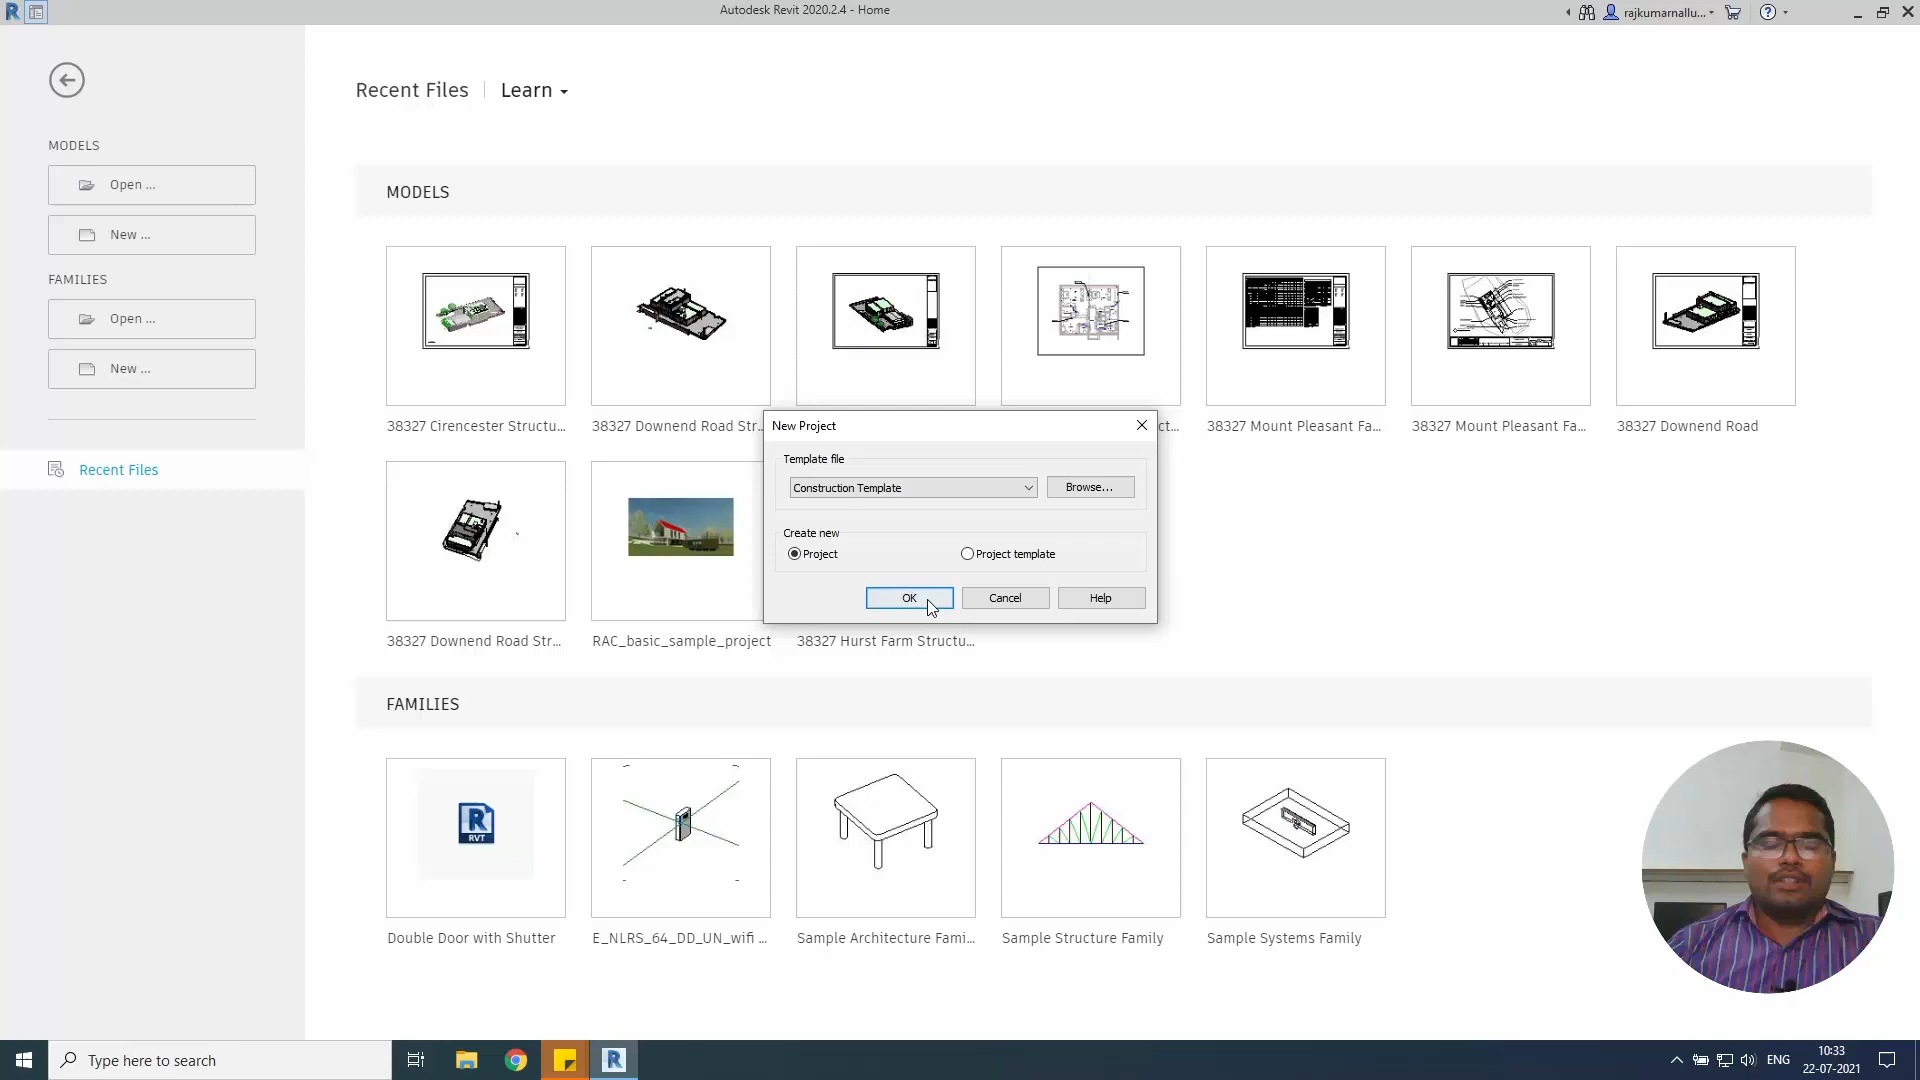 Autodesk Revit 2020.2.4 - Home
rajkumarnallu...
Recent Files
Learn
MODELS
Open ...
New ...
FAMILIES
Open ...
New ...
Recent Files
MODELS
38327 Cirencester Structu...
38327 Downend Road Str...
ct...
38327 Mount Pleasant Fa...
38327 Mount Pleasant Fa...
38327 Downend Road
New Project
Template file
Construction Template
Browse...
Create new
Project
Project template
OK
Cancel
Help
38327 Downend Road Str...
RAC_basic_sample_project
38327 Hurst Farm Structu...
FAMILIES
R
RVT
Double Door with Shutter
E_NLRS_64_DD_UN_wifi ...
Sample Architecture Fami...
Sample Structure Family
Sample Systems Family
Type here to search
ENG
10:33
22-07-2021